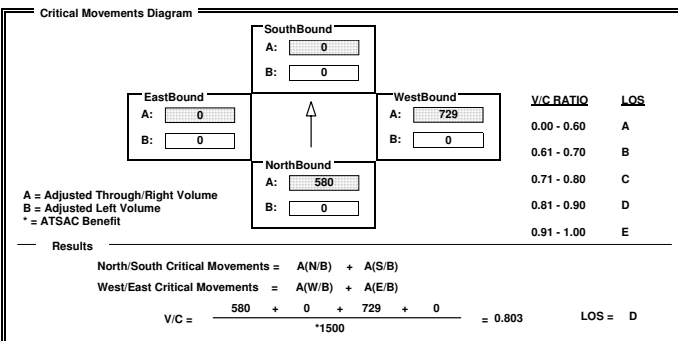 Critical Movements Diagram
SouthBound
A: 0
B: 0
EastBound
A: 0
B: 0
WestBound
A: 729
B: 0
NorthBound
A: 580
B: 0
V/C RATIO LOS
0.00 - 0.60 A
0.61 - 0.70 B
0.71 - 0.80 C
0.81 - 0.90 D
0.91 - 1.00 E
A = Adjusted Through/Right Volume
B = Adjusted Left Volume
* = ATSAC Benefit
Results
North/South Critical Movements = A(N/B) + A(S/B)
West/East Critical Movements = A(W/B) + A(E/B)
V/C = 580 + 0 + 729 + 0 = 0.803 LOS = D
*1500